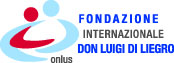 FONDAZIONE
INTERNAZIONALE
DON LUIGI DI LIEGRO
onlus